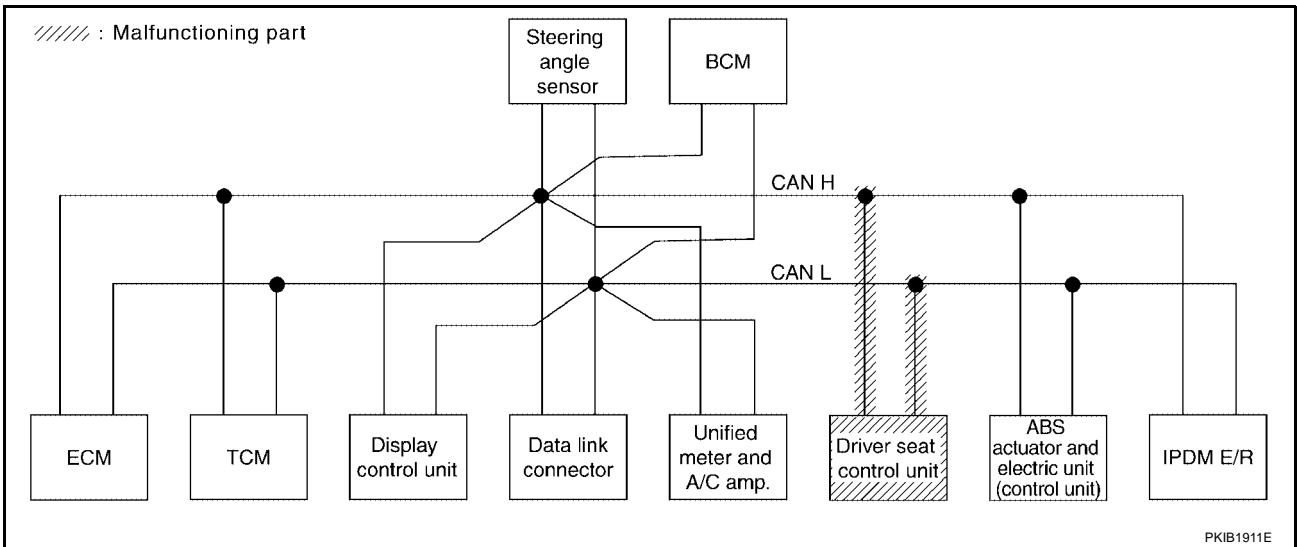 : Malfunctioning part
Steering
angle
sensor
BCM
CAN H
CAN L
ECM
TCM
Display
control unit
Data link
connector
Unified
meter and
A/C amp.
Driver seat
control unit
ABS
actuator and
electric unit
(control unit)
IPDM E/R
PKIB1911E